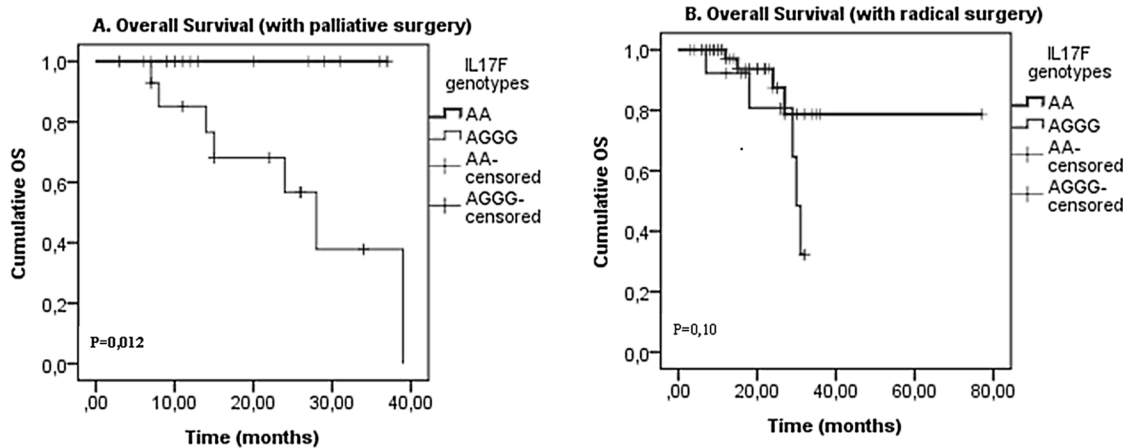 A. Overall Survival (with palliative surgery)
1,0
0,8
0,6
0,4
0,2
0,0
Cumulative OS
P=0,012
,00
10,00
20,00
30,00
40,00
Time (months)
IL17F
genotypes
AA
AGGG
AA-
censored
AGGG-
censored
B. Overall Survival (with radical surgery)
1,0
0,8
0,6
0,4
0,2
0,0
Cumulative OS
P=0,10
,00
20,00
40,00
60,00
80,00
Time (months)
IL17F
genotypes
AA
AGGG
AA-
censored
AGGG-
censored